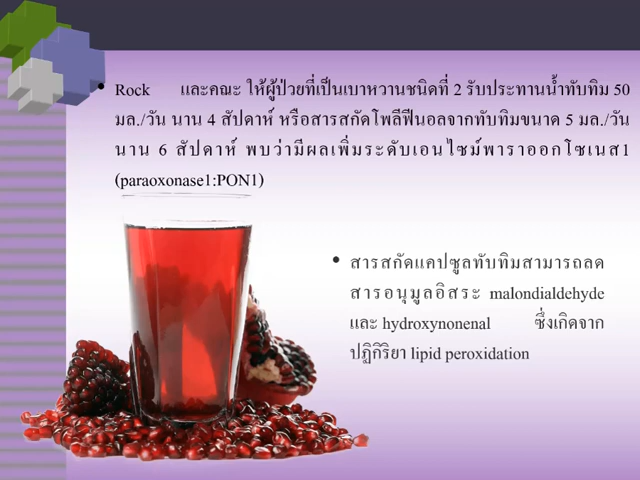 • Rock และคณะ ให้ผู้ป่วยที่เป็นเบาหวานชนิดที่ 2 รับประทานน้ำทับทิม 50
มล./วัน นาน 4 สัปดาห์ หรือสารสกัดโพลีฟีนอลจากทับทิมขนาด 5 มล./วัน
นาน 6 สัปดาห์ พบว่ามีผลเพิ่มระดับเอนไซม์พาราออกโซเนส1
(paraoxonase1:PON1)
• สารสกัดแคปซูลทับทิมสามารถลด
สารอนุมูลอิสระ malondialdehyde
และ hydroxynonenal ซึ่งเกิดจาก
ปฏิกิริยา lipid peroxidation